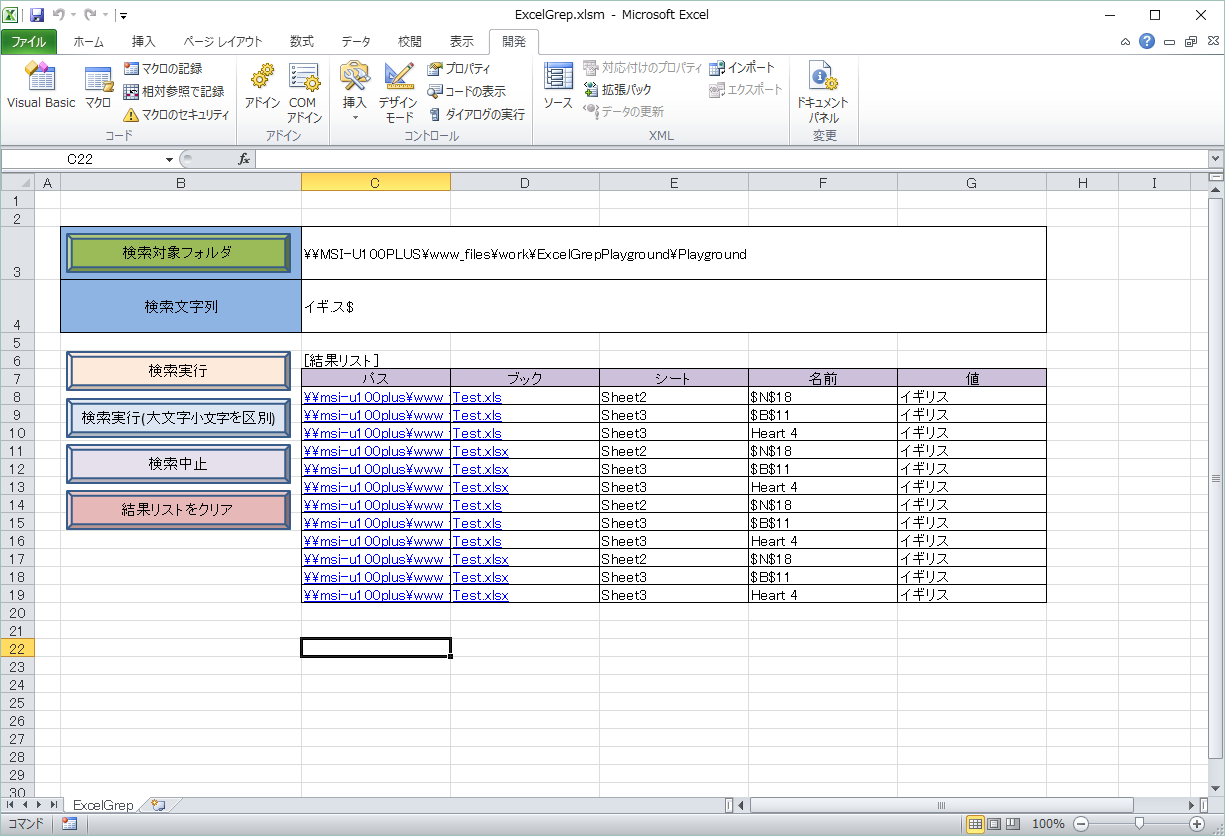 ExcelGrep.xlsm - Microsoft Excel
ファイル ホーム 挿入 ページ レイアウト 数式 データ 校閲 表示 開発
Visual Basic マクロ マクロの記録 相対参照で記録 マクロのセキュリティ コード
アドイン COM アドイン アドイン
挿入 デザイン モード プロパティ コードの表示 ダイアログの実行 コントロール
ソース 対応付けのプロパティ 拡張パック データの更新 インポート エクスポート XML
ドキュメント パネル 変更
C22 fx
A B C D E F G H I
1
2
3 検索対象フォルダ ¥¥MSI-U100PLUS¥www_files¥work¥ExcelGrepPlayground¥Playground
4 検索文字列 イギ.ス$
5
6 検索実行 [結果リスト]
7 パス ブック シート 名前 値
8 ¥¥msi-u100plus¥www Test.xls Sheet2 $N$18 イギリス
9 検索実行(大文字小文字を区別) ¥¥msi-u100plus¥www Test.xls Sheet3 $B$11 イギリス
10 ¥¥msi-u100plus¥www Test.xls Sheet3 Heart 4 イギリス
11 ¥¥msi-u100plus¥www Test.xlsx Sheet2 $N$18 イギリス
12 検索中止 ¥¥msi-u100plus¥www Test.xlsx Sheet3 $B$11 イギリス
13 ¥¥msi-u100plus¥www Test.xlsx Sheet3 Heart 4 イギリス
14 結果リストをクリア ¥¥msi-u100plus¥www Test.xls Sheet2 $N$18 イギリス
15 ¥¥msi-u100plus¥www Test.xls Sheet3 $B$11 イギリス
16 ¥¥msi-u100plus¥www Test.xls Sheet3 Heart 4 イギリス
17 ¥¥msi-u100plus¥www Test.xlsx Sheet2 $N$18 イギリス
18 ¥¥msi-u100plus¥www Test.xlsx Sheet3 $B$11 イギリス
19 ¥¥msi-u100plus¥www Test.xlsx Sheet3 Heart 4 イギリス
20
21
22
23
24
25
26
27
28
29
30
ExcelGrep
コマンド 100%